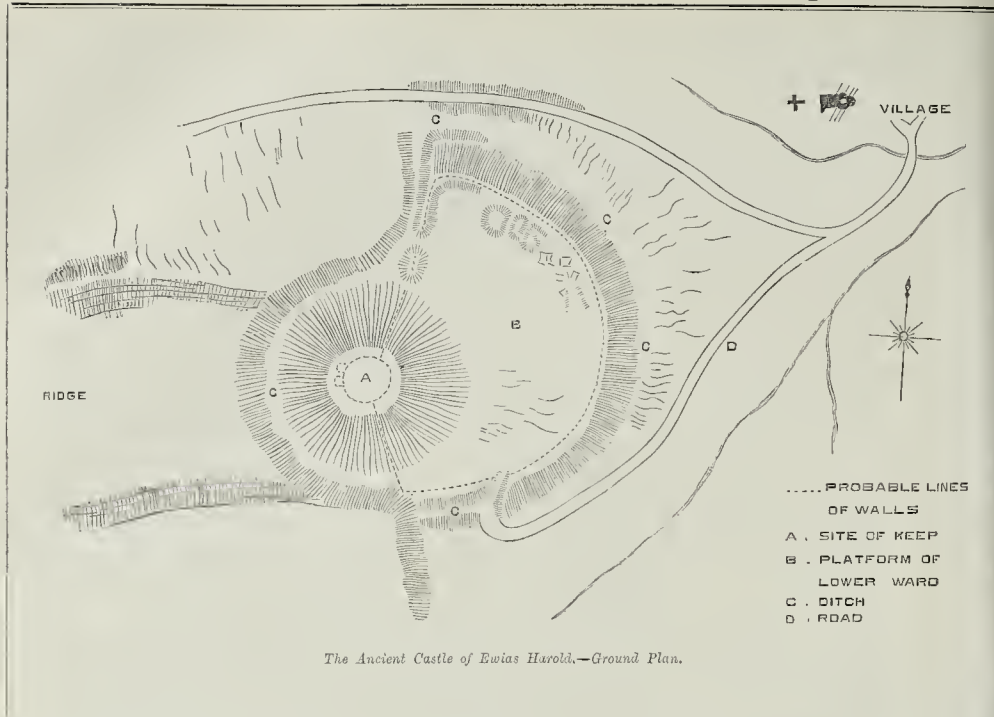 VILLAGE
C
C
B
C
D
A
C
RIDGE
C
.....PROBABLE LINES
OF WALLS
A . SITE OF KEEP
B . PLATFORM OF
LOWER WARD
C . DITCH
D . ROAD
The Ancient Castle of Ewias Harold.—Ground Plan.